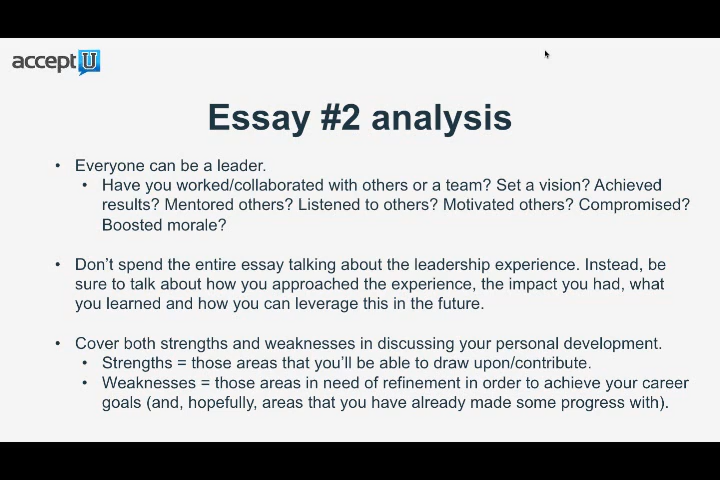 acceptU
Essay #2 analysis
• Everyone can be a leader.
• Have you worked/collaborated with others or a team? Set a vision? Achieved
results? Mentored others? Listened to others? Motivated others? Compromised?
Boosted morale?
• Don’t spend the entire essay talking about the leadership experience. Instead, be
sure to talk about how you approached the experience, the impact you had, what
you learned and how you can leverage this in the future.
• Cover both strengths and weaknesses in discussing your personal development.
• Strengths = those areas that you’ll be able to draw upon/contribute.
• Weaknesses = those areas in need of refinement in order to achieve your career
goals (and, hopefully, areas that you have already made some progress with).